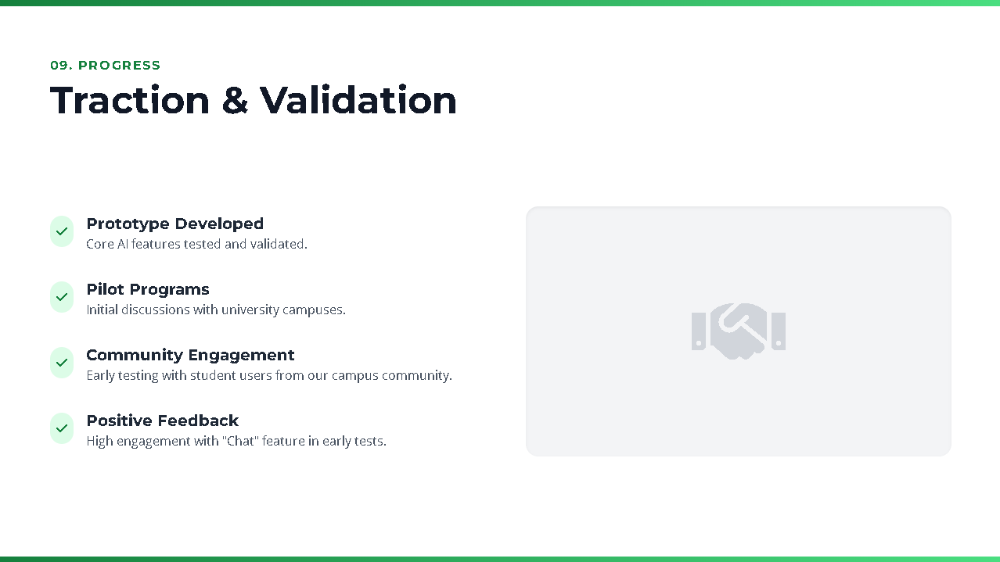 09. PROGRESS
Traction & Validation
Prototype Developed
Core AI features tested and validated.
Pilot Programs
Initial discussions with university campuses.
Community Engagement
Early testing with student users from our campus community.
Positive Feedback
High engagement with "Chat" feature in early tests.